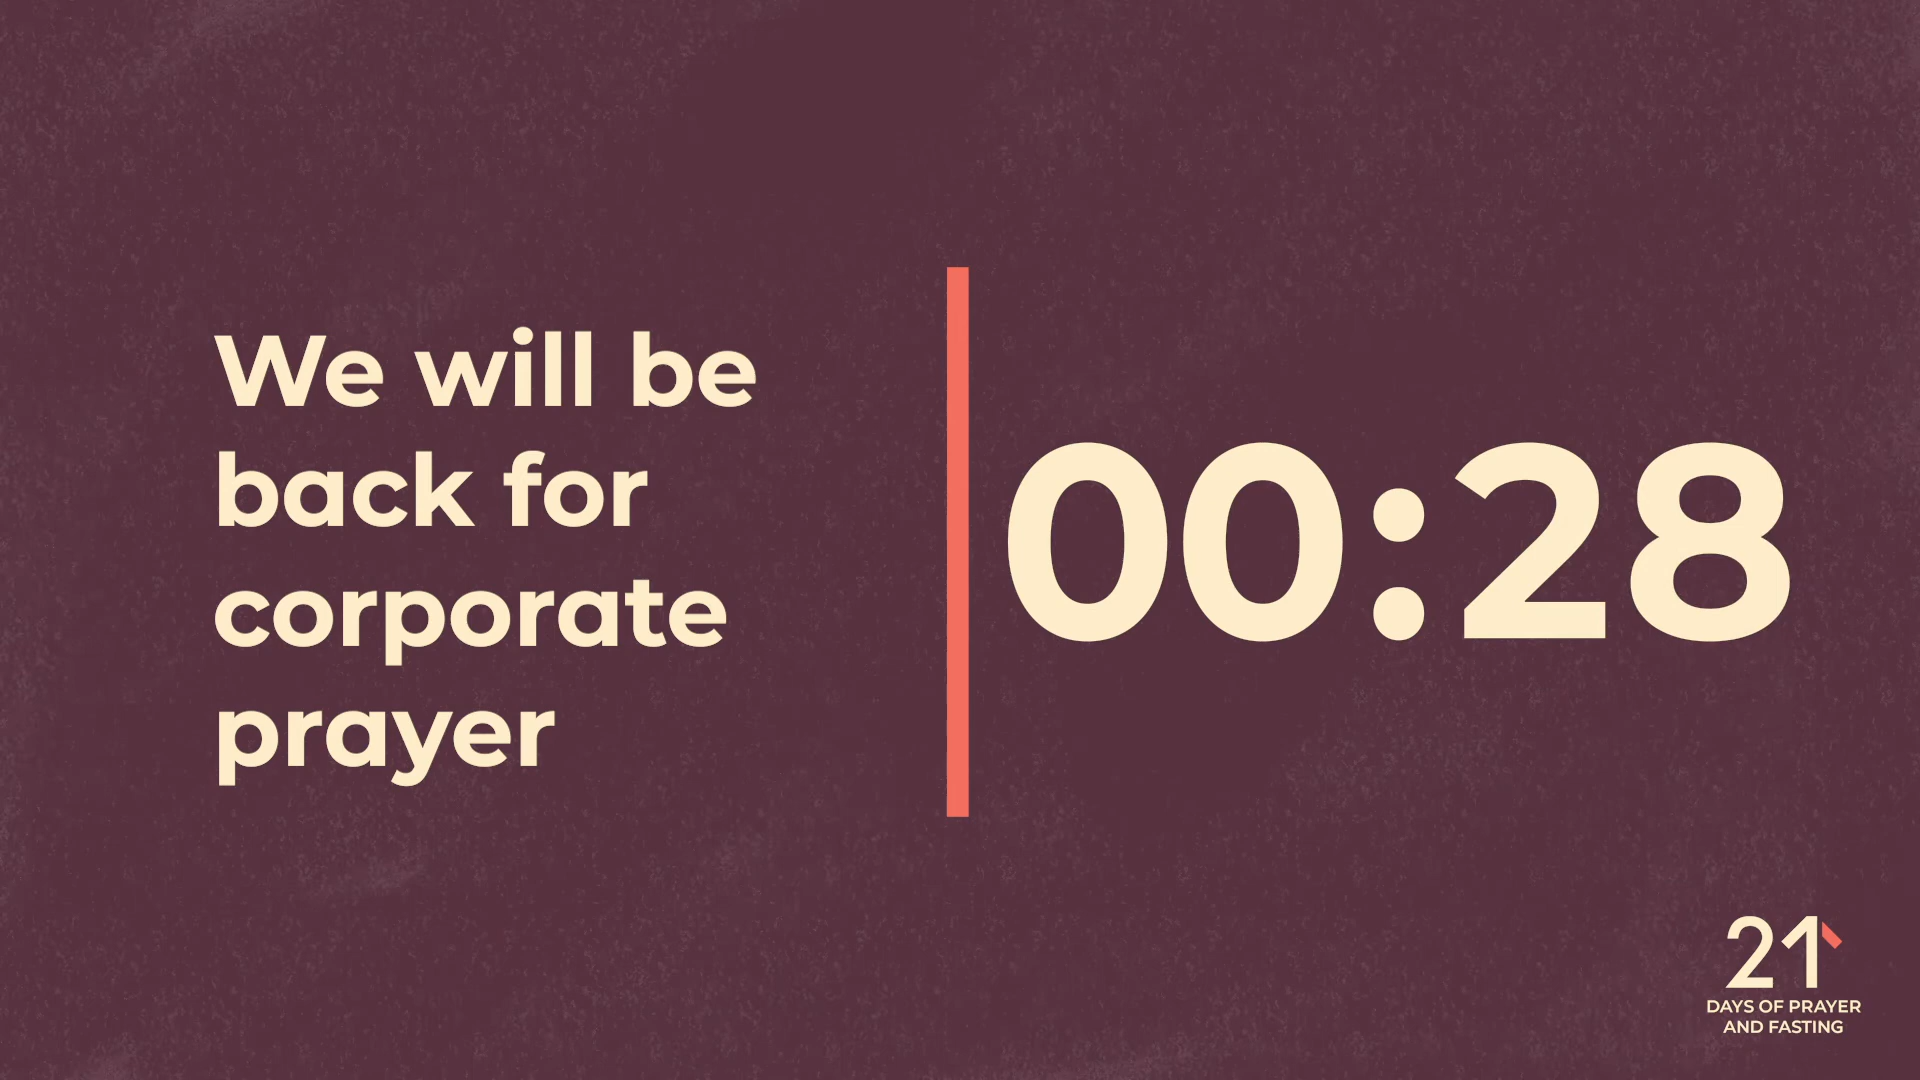 We will be
back for
corporate
prayer
00:28
21
DAYS OF PRAYER
AND FASTING